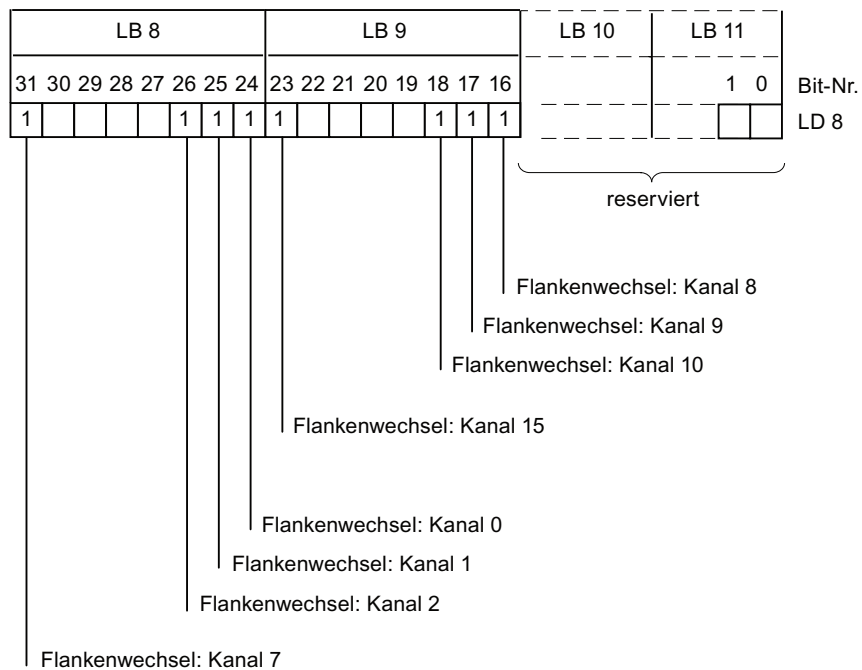 LB 8 LB 9 LB 10 LB 11
31 30 29 28 27 26 25 24 23 22 21 20 19 18 17 16 1 0 Bit-Nr.
1 1 1 1 1 1 1 1 LD 8
reserviert
Flankenwechsel: Kanal 8
Flankenwechsel: Kanal 9
Flankenwechsel: Kanal 10
Flankenwechsel: Kanal 15
Flankenwechsel: Kanal 0
Flankenwechsel: Kanal 1
Flankenwechsel: Kanal 2
Flankenwechsel: Kanal 7